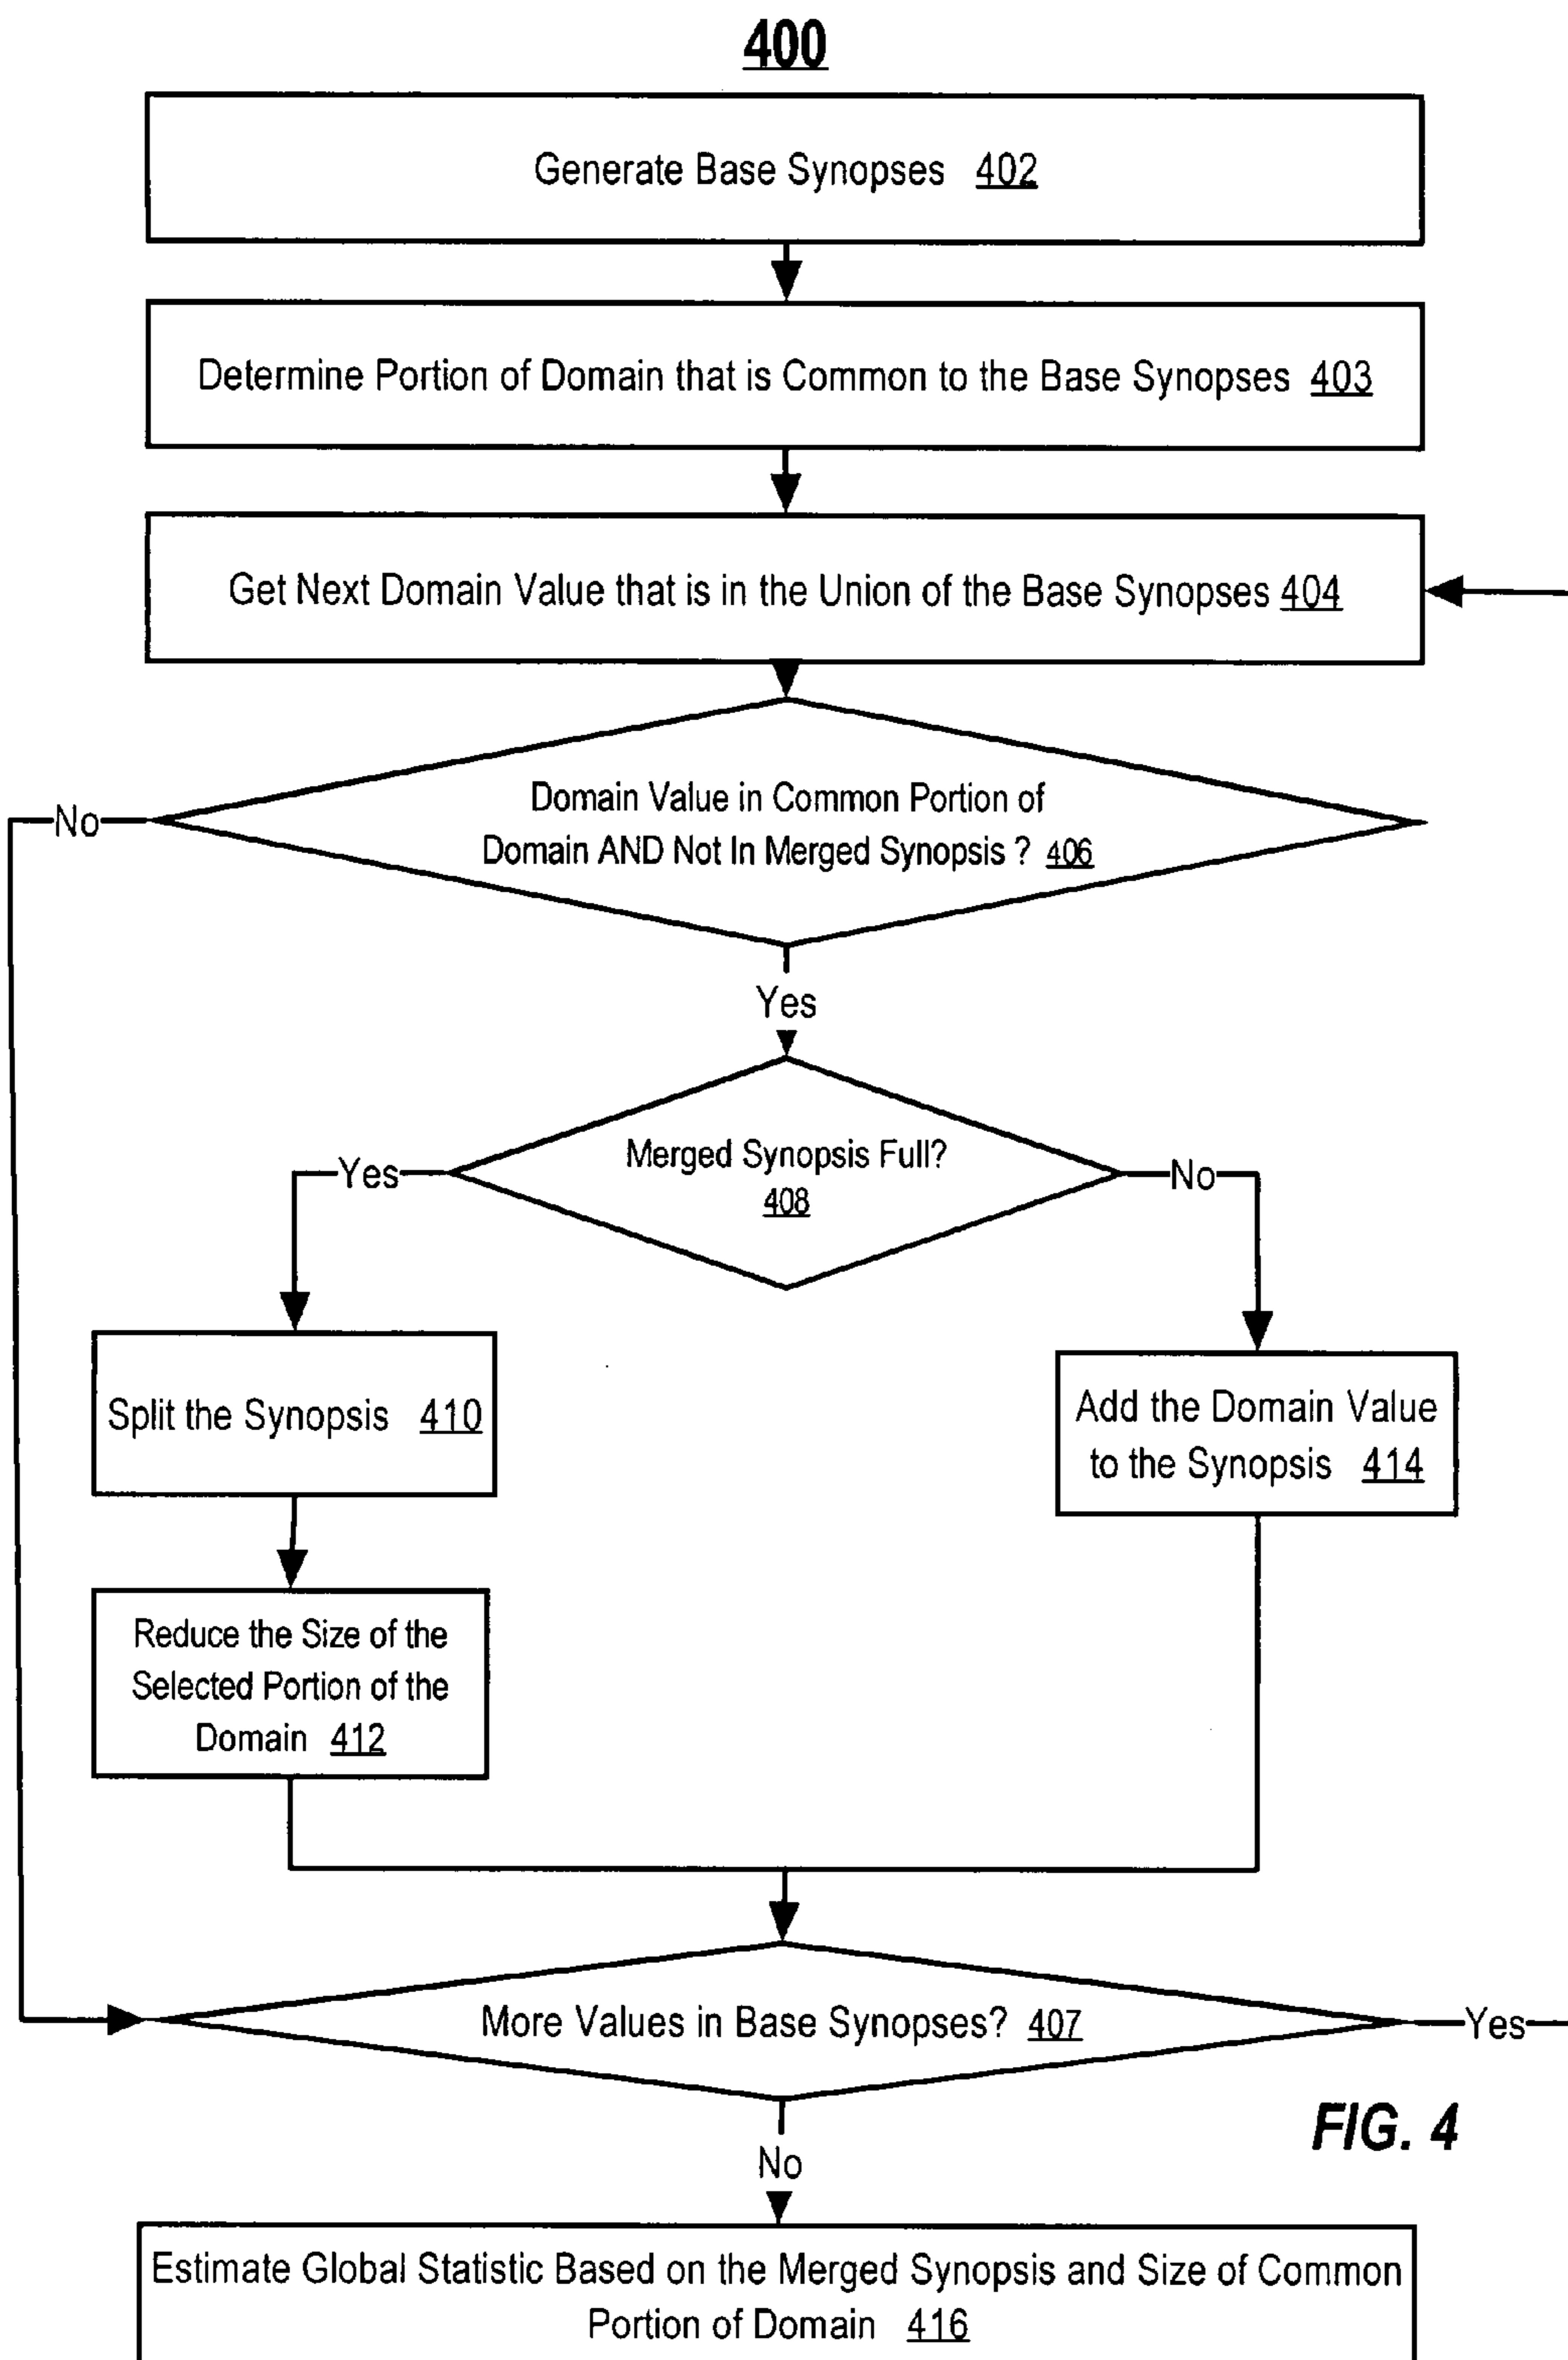 400
Generate Base Synopses 402
Determine Portion of Domain that is Common to the Base Synopses 403
Get Next Domain Value that is in the Union of the Base Synopses 404
No
Domain Value in Common Portion of
Domain AND Not In Merged Synopsis ? 406
Yes
Yes
Merged Synopsis Full?
408
No
Split the Synopsis 410
Add the Domain Value
to the Synopsis 414
Reduce the Size of the
Selected Portion of the
Domain 412
More Values in Base Synopses? 407
Yes
FIG. 4
No
Estimate Global Statistic Based on the Merged Synopsis and Size of Common
Portion of Domain 416